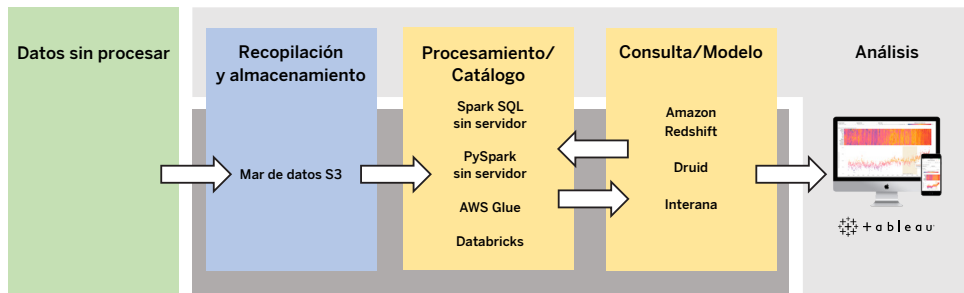 Datos sin procesar
Recopilación
y almacenamiento
Mar de datos S3
Procesamiento/
Catálogo
Spark SQL
sin servidor
PySpark
sin servidor
AWS Glue
Databricks
Consulta/Modelo
Amazon
Redshift
Druid
Interana
Análisis
+ a b l e a u